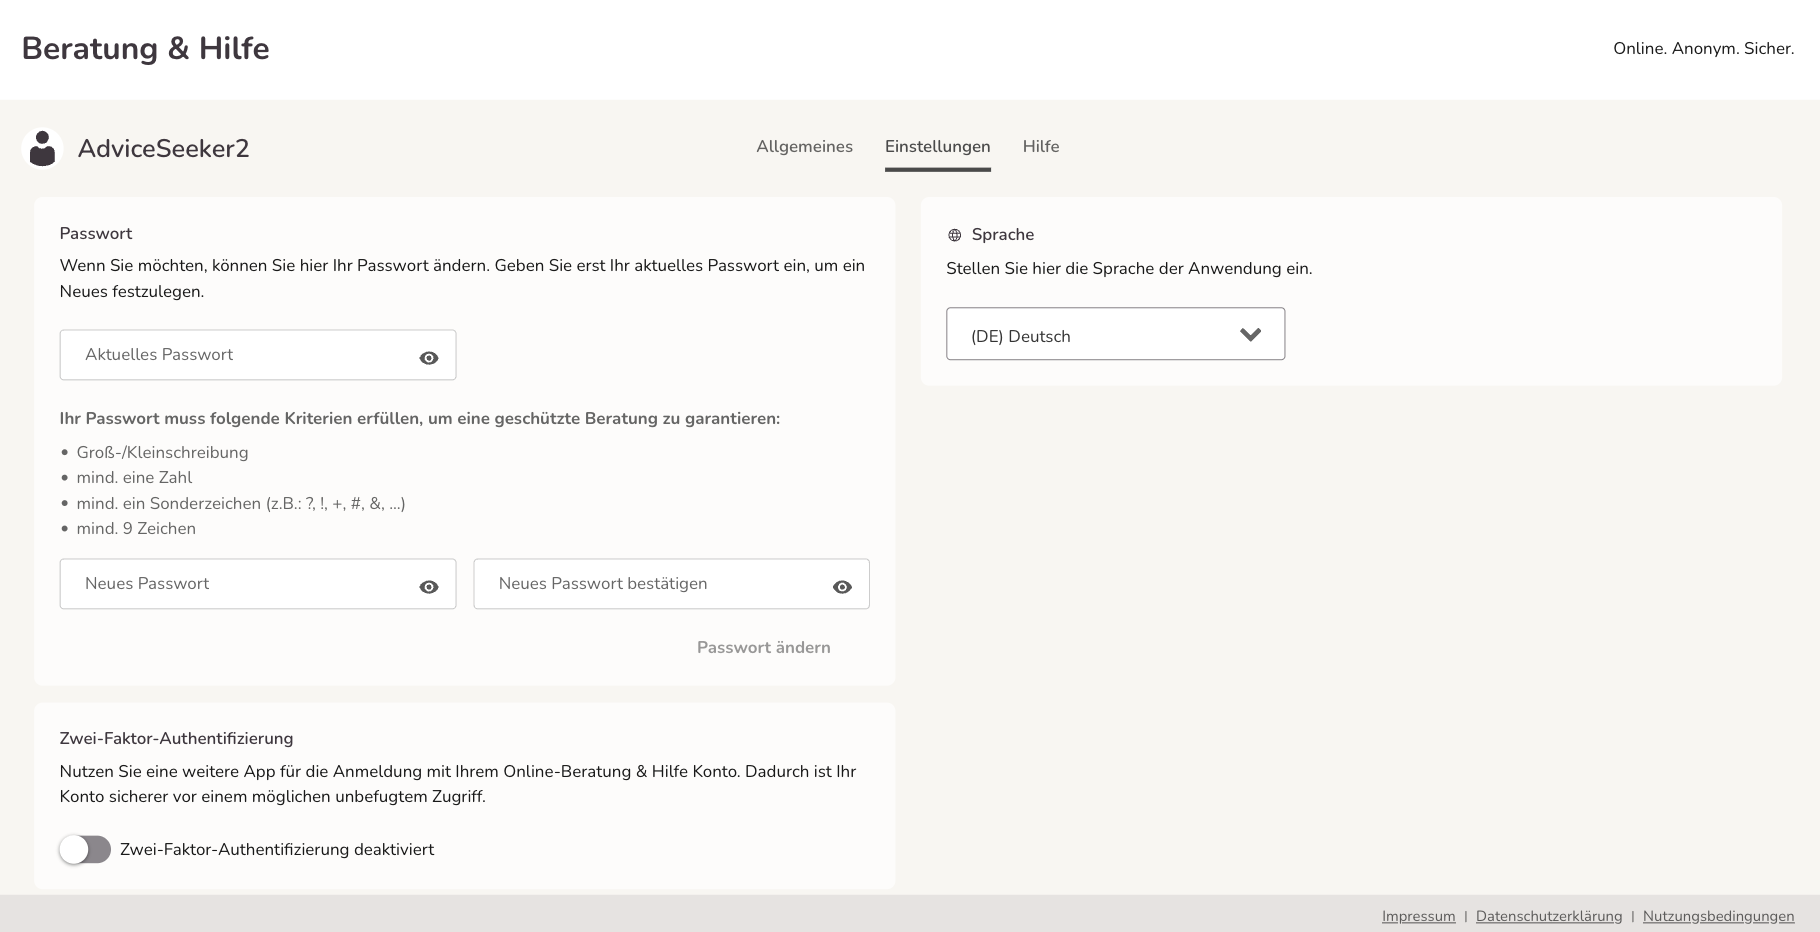 Beratung & Hilfe
Online. Anonym. Sicher.
AdviceSeeker2
Allgemeines
Einstellungen
Hilfe
Passwort
Wenn Sie möchten, können Sie hier Ihr Passwort ändern. Geben Sie erst Ihr aktuelles Passwort ein, um ein
Neues festzulegen.
Aktuelles Passwort
Ihr Passwort muss folgende Kriterien erfüllen, um eine geschützte Beratung zu garantieren:
• Groß-/Kleinschreibung
• mind. eine Zahl
• mind. ein Sonderzeichen (z.B.: ?, !, +, #, &, ...)
• mind. 9 Zeichen
Neues Passwort
Neues Passwort bestätigen
Passwort ändern
Zwei-Faktor-Authentifizierung
Nutzen Sie eine weitere App für die Anmeldung mit Ihrem Online-Beratung & Hilfe Konto. Dadurch ist Ihr
Konto sicherer vor einem möglichen unbefugtem Zugriff.
Zwei-Faktor-Authentifizierung deaktiviert
Sprache
Stellen Sie hier die Sprache der Anwendung ein.
(DE) Deutsch
Impressum | Datenschutzerklärung | Nutzungsbedingungen